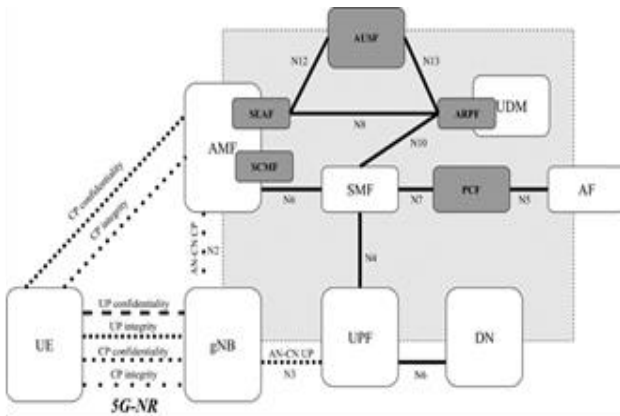 AUSF
N12
N13
SEAF
ARPF
UDM
N8
AMF
N10
SCMF
CP confidentiality
CP integrity
SMF
PCF
AF
N6
N7
N5
AN-CN UP
N2
N4
UE
UP confidentiality
UP integrity
CP confidentiality
CP integrity
gNB
AN-CN UP
N3
UPF
N6
DN
5G-NR